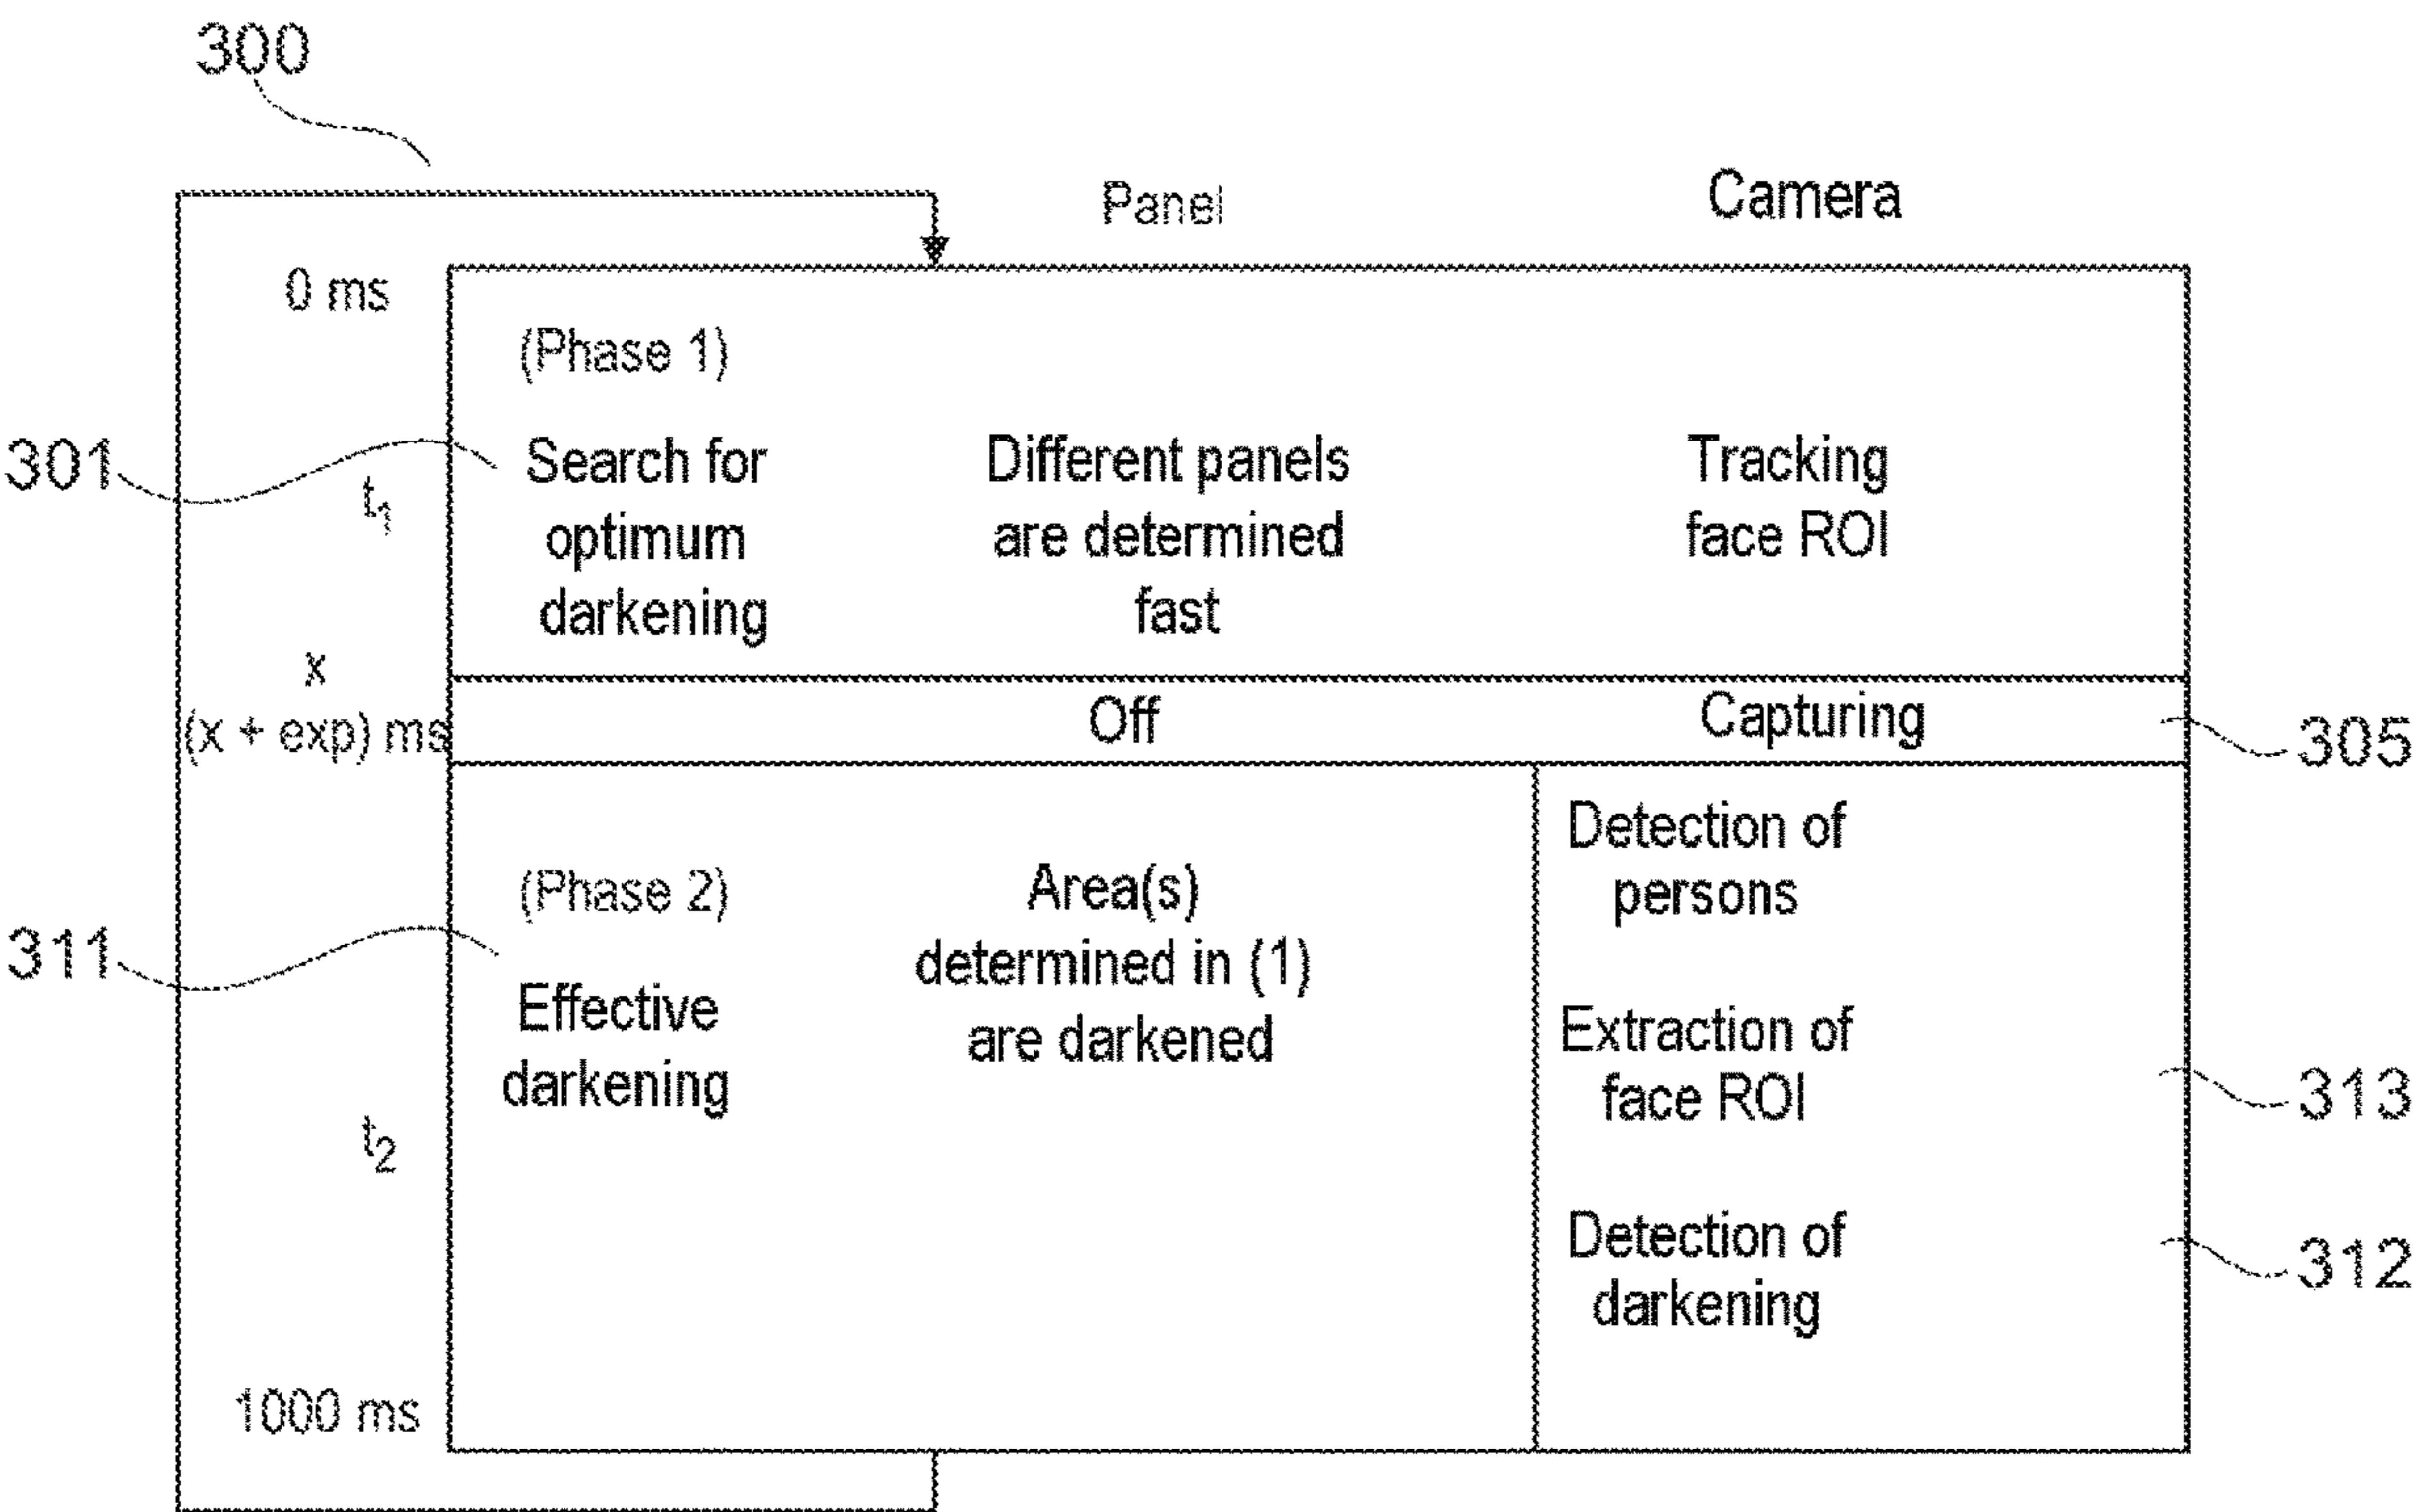 300
Panel
Camera
0 ms
(Phase 1)
301
t1
Search for
optimum
darkening
Different panels
are determined
fast
Tracking
face ROI
x
(x + exp) ms
Off
Capturing
305
(Phase 2)
311
Effective
darkening
Area(s)
determined in (1)
are darkened
Detection of
persons
Extraction of
face ROI
313
t2
Detection of
darkening
312
1000 ms